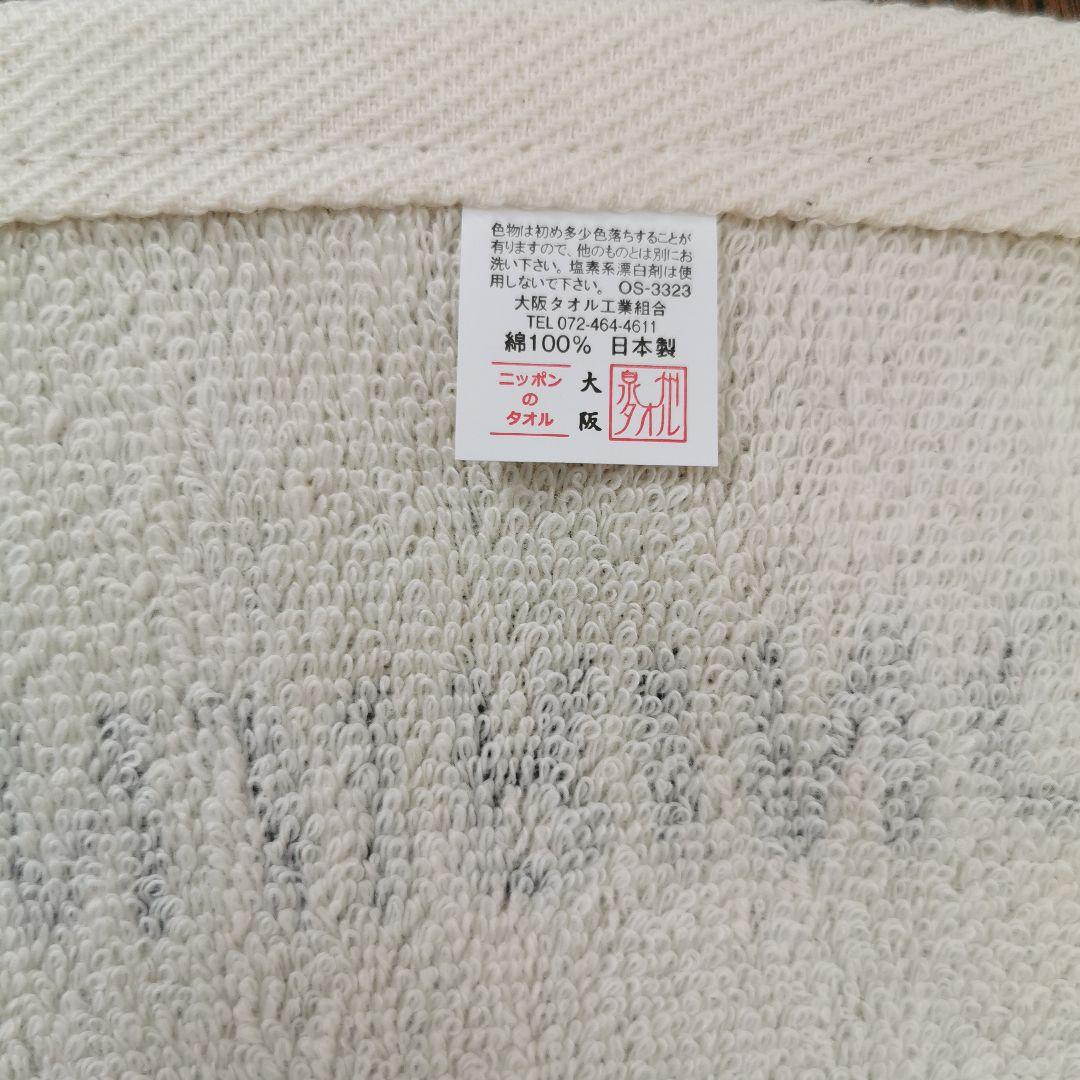 色物は初め多少色落ちすることが
有りますので、他のものとは別にお
洗い下さい。塩素系漂白剤は使
用しないで下さい。 OS-3323
大阪タオル工業組合
TEL 072-464-4611
綿100% 日本製
ニッポン
の
タオル
大
阪
泉州
タオル